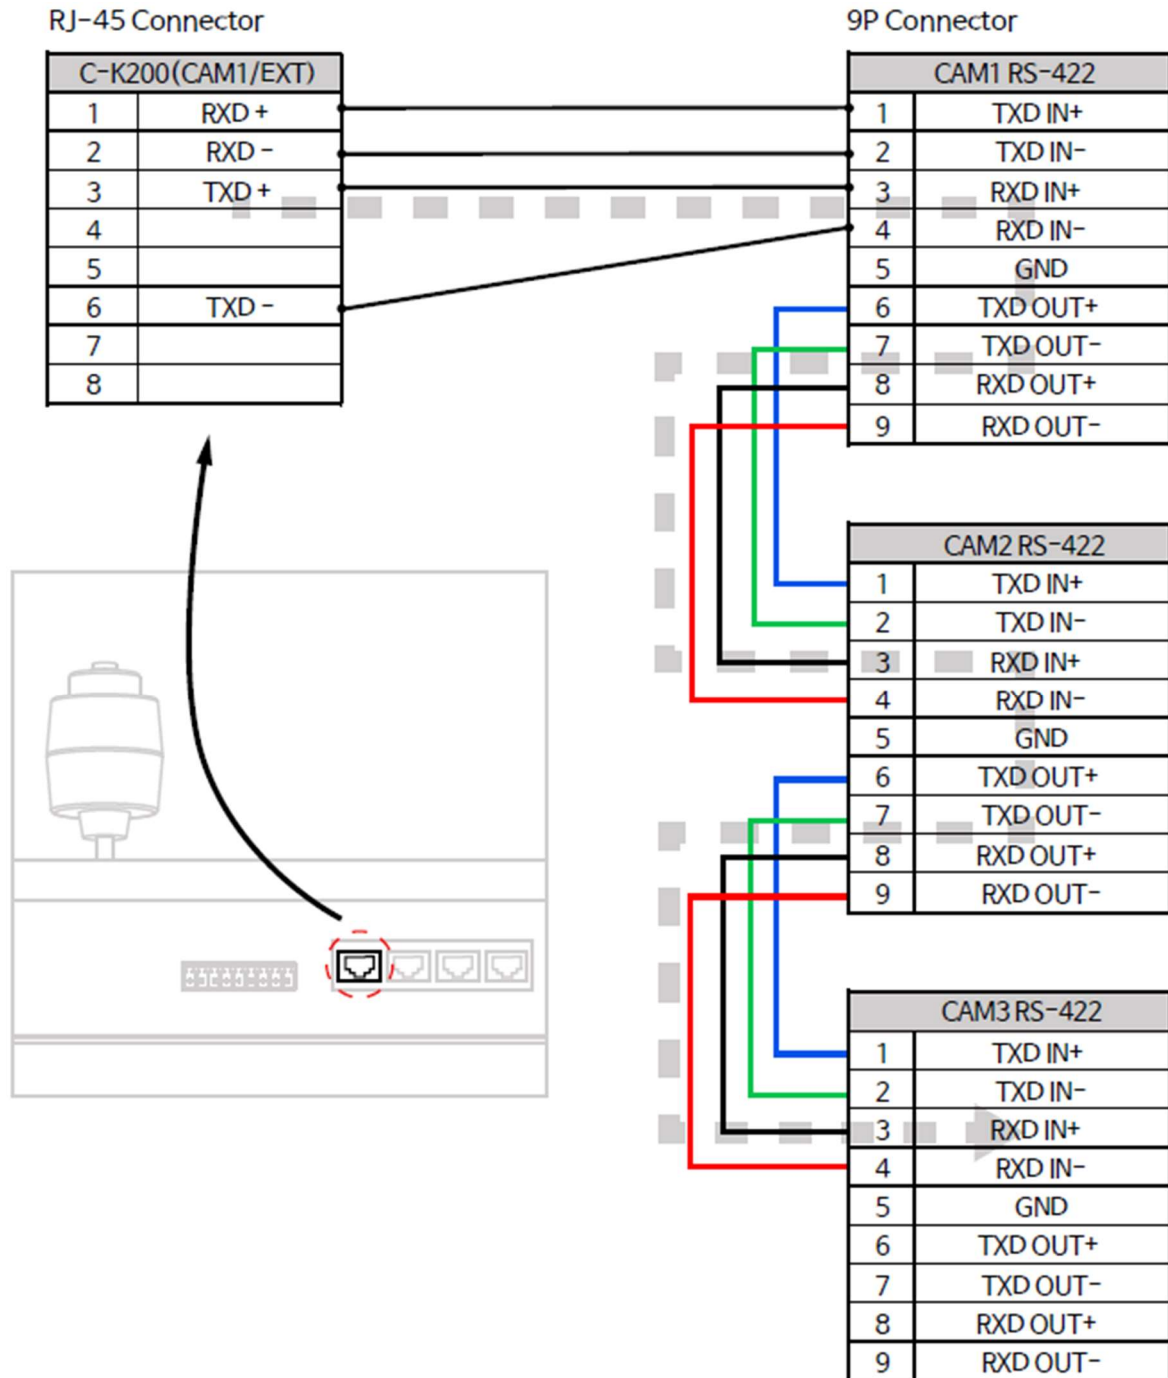 RJ-45 Connector
C-K200(CAM1/EXT)
1 RXD +
2 RXD -
3 TXD +
4
5
6 TXD -
7
8
9P Connector
CAM1 RS-422
1 TXD IN+
2 TXD IN-
3 RXD IN+
4 RXD IN-
5 GND
6 TXD OUT+
7 TXD OUT-
8 RXD OUT+
9 RXD OUT-
CAM2 RS-422
1 TXD IN+
2 TXD IN-
3 RXD IN+
4 RXD IN-
5 GND
6 TXD OUT+
7 TXD OUT-
8 RXD OUT+
9 RXD OUT-
CAM3 RS-422
1 TXD IN+
2 TXD IN-
3 RXD IN+
4 RXD IN-
5 GND
6 TXD OUT+
7 TXD OUT-
8 RXD OUT+
9 RXD OUT-